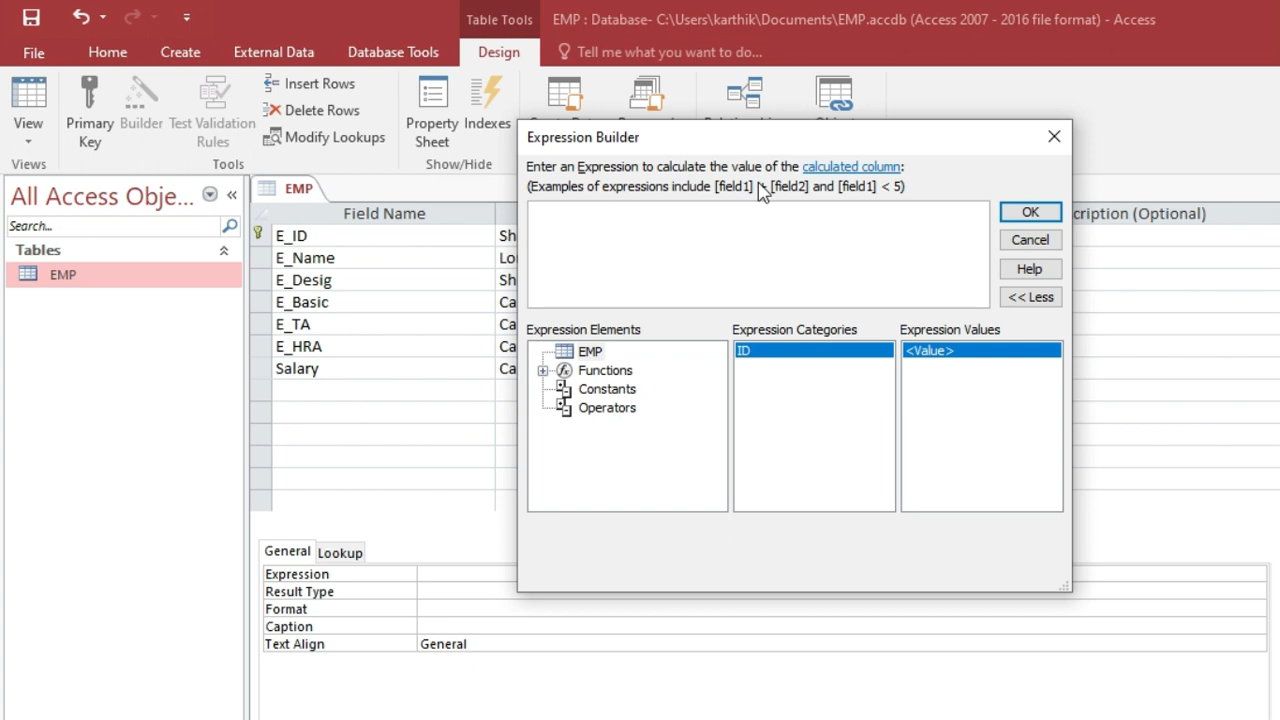 Table Tools
EMP : Database- C:\Users\karthik\Documents\EMP.accdb (Access 2007 - 2016 file format) - Access
File
Home
Create
External Data
Database Tools
Design
Tell me what you want to do...
View
Primary Key
Builder
Test Validation Rules
Insert Rows
Delete Rows
Modify Lookups
Property Sheet
Indexes
Views
Tools
Show/Hide
All Access Obje...
Search...
Tables
EMP
EMP
Field Name
cription (Optional)
E_ID
Sh
E_Name
Lo
E_Desig
Sh
E_Basic
Ca
E_TA
Ca
E_HRA
Ca
Salary
Ca
Expression Builder
Enter an Expression to calculate the value of the calculated column:
(Examples of expressions include [field1] + [field2] and [field1] < 5)
OK
Cancel
Help
<< Less
Expression Elements
Expression Categories
Expression Values
EMP
Functions
Constants
Operators
ID
<Value>
General
Lookup
Expression
Result Type
Format
Caption
Text Align
General